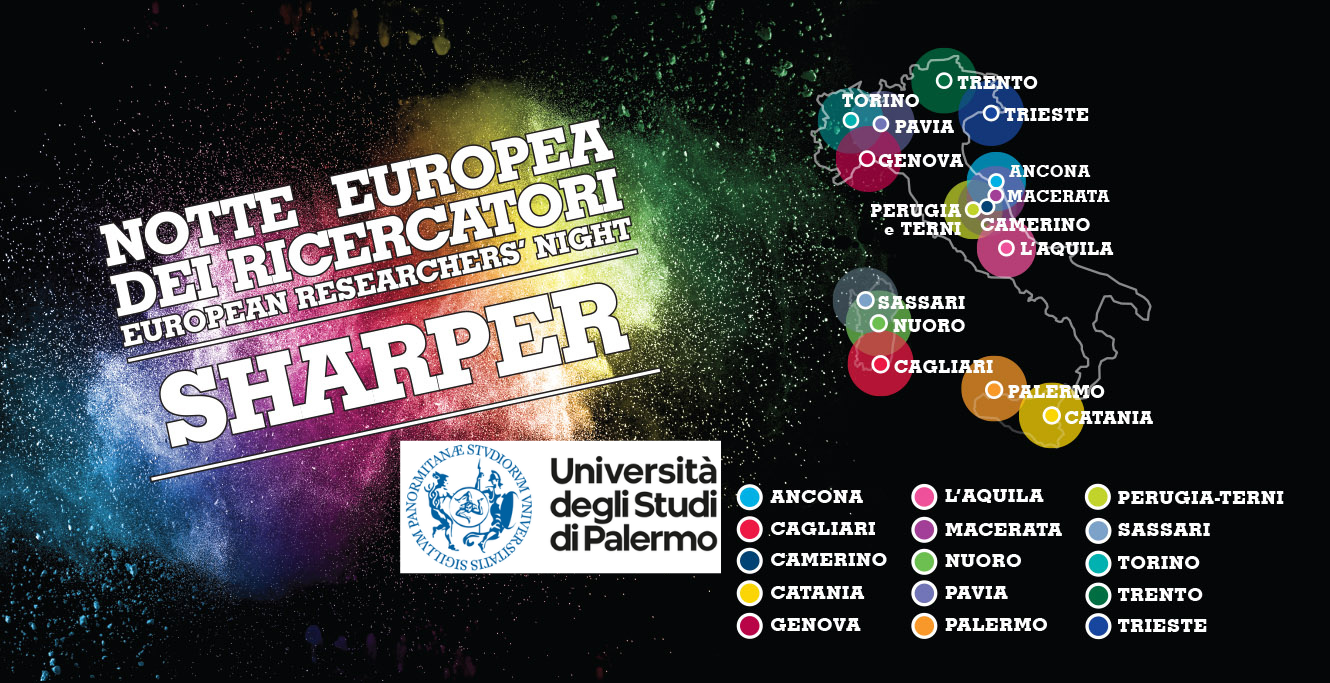 NOTTE EUROPEA
DEI RICERCATORI
EUROPEAN RESEARCHERS' NIGHT
SHARPER
SIGILLVM PANORMITANÆ STVDIORVM VNIVERSITATIS
Università
degli Studi
di Palermo
TRENTO
TORINO
TRIESTE
PAVIA
GENOVA
ANCONA
MACERATA
PERUGIA
e TERNI
CAMERINO
L'AQUILA
SASSARI
NUORO
CAGLIARI
PALERMO
CATANIA
ANCONA
CAGLIARI
CAMERINO
CATANIA
GENOVA
L'AQUILA
MACERATA
NUORO
PAVIA
PALERMO
PERUGIA-TERNI
SASSARI
TORINO
TRENTO
TRIESTE